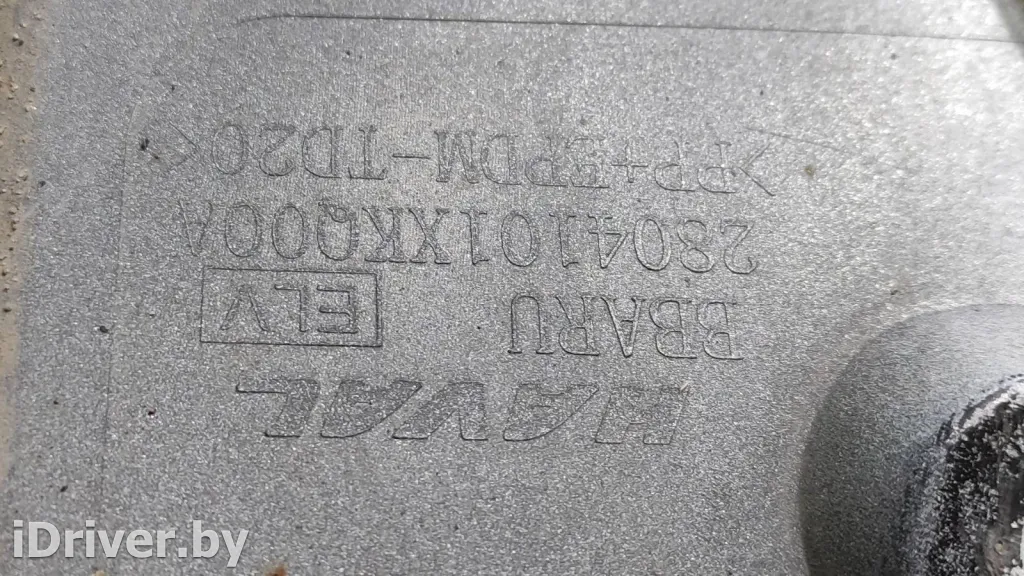 HAVAL
BBARU ELV
2804101XKQ00A
>PP+EPDM-TD20<
iDriver.by